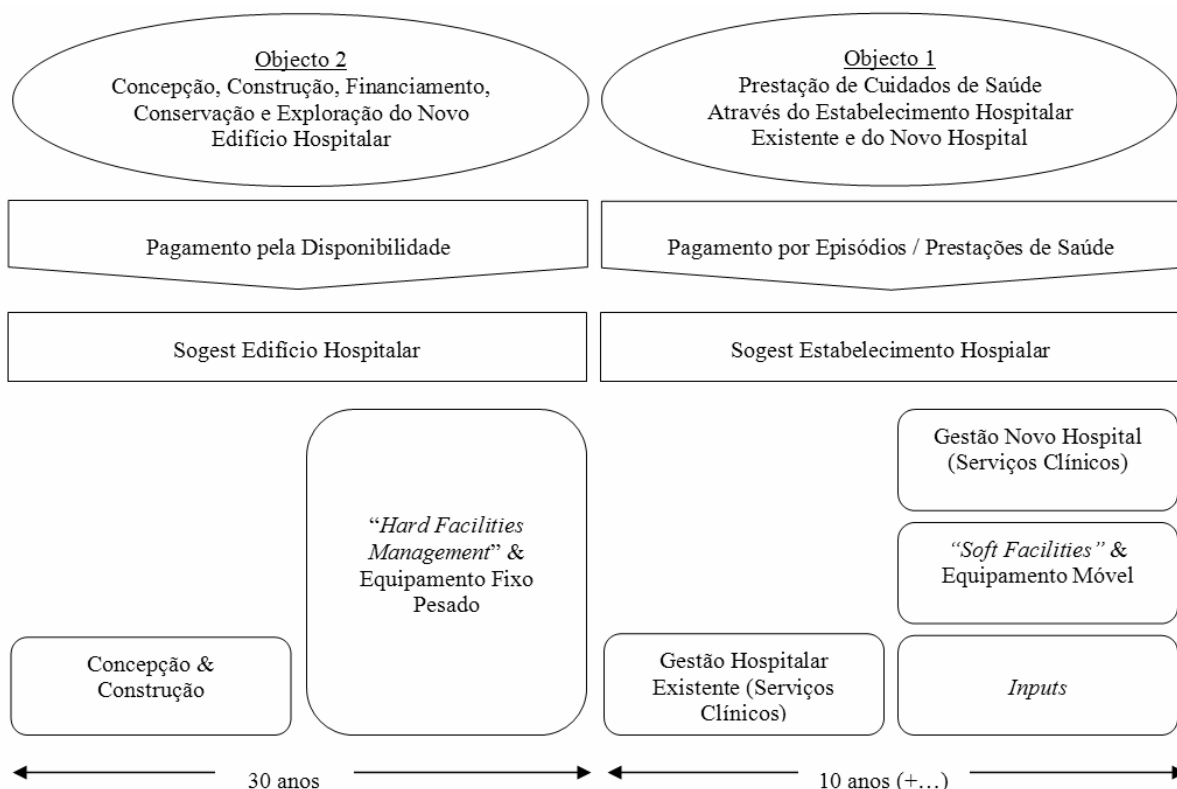 Objecto 2
Concepção, Construção, Financiamento,
Conservação e Exploração do Novo
Edifício Hospitalar
Objecto 1
Prestação de Cuidados de Saúde
Através do Estabelecimento Hospitalar
Existente e do Novo Hospital
Pagamento pela Disponibilidade
Pagamento por Episódios / Prestações de Saúde
Sogest Edifício Hospitalar
Sogest Estabelecimento Hospialar
Concepção &
Construção
“Hard Facilities
Management” &
Equipamento Fixo
Pesado
Gestão Hospitalar
Existente (Serviços
Clínicos)
Gestão Novo Hospital
(Serviços Clínicos)
“Soft Facilities” &
Equipamento Móvel
Inputs
30 anos
10 anos (+…)